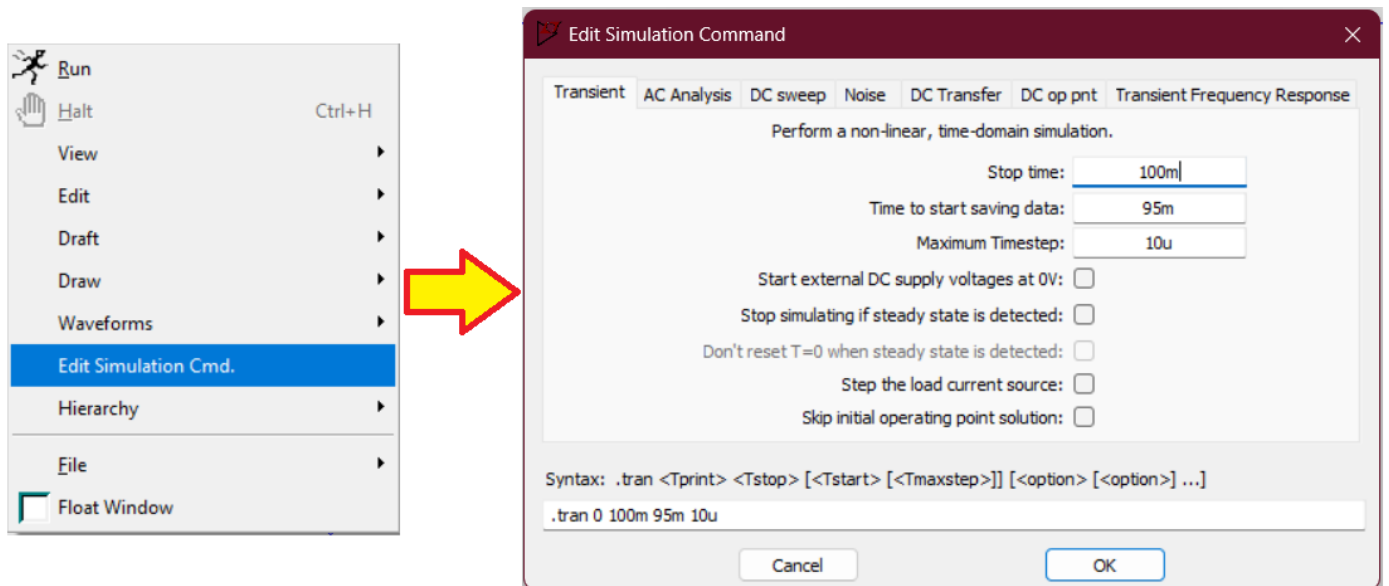 Run
Halt Ctrl+H
View
Edit
Draft
Draw
Waveforms
Edit Simulation Cmd.
Hierarchy
File
Float Window
Edit Simulation Command
Transient AC Analysis DC sweep Noise DC Transfer DC op pnt Transient Frequency Response
Perform a non-linear, time-domain simulation.
Stop time: 100m
Time to start saving data: 95m
Maximum Timestep: 10u
Start external DC supply voltages at 0V:
Stop simulating if steady state is detected:
Don't reset T=0 when steady state is detected:
Step the load current source:
Skip initial operating point solution:
Syntax: .tran <Tprint> <Tstop> [<Tstart> [<Tmaxstep>]] [<option> [<option>] ...]
.tran 0 100m 95m 10u
Cancel OK